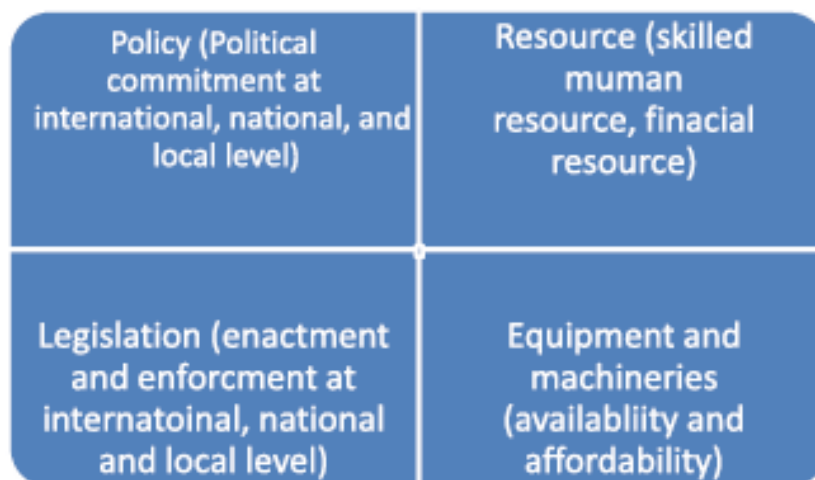 Policy (Political
commitment at
international, national, and
local level)
Resource (skilled
muman
resource, finacial
resource)
Legislation (enactment
and enforcment at
internatoinal, national
and local level)
Equipment and
machineries
(availabliity and
affordability)